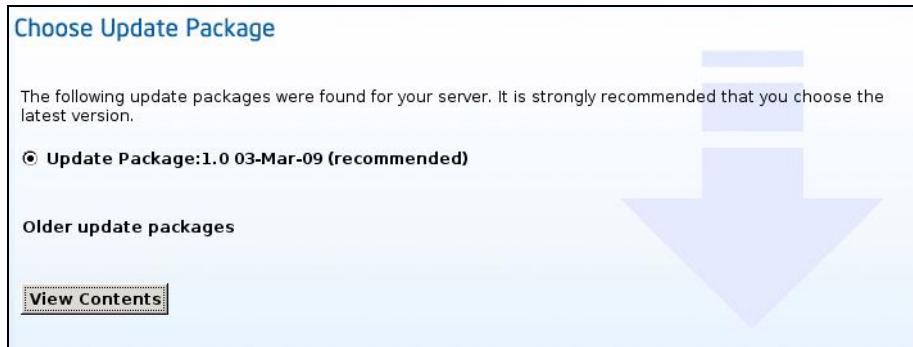 Choose Update Package
The following update packages were found for your server. It is strongly recommended that you choose the
latest version.
Update Package:1.0 03-Mar-09 (recommended)
Older update packages
View Contents